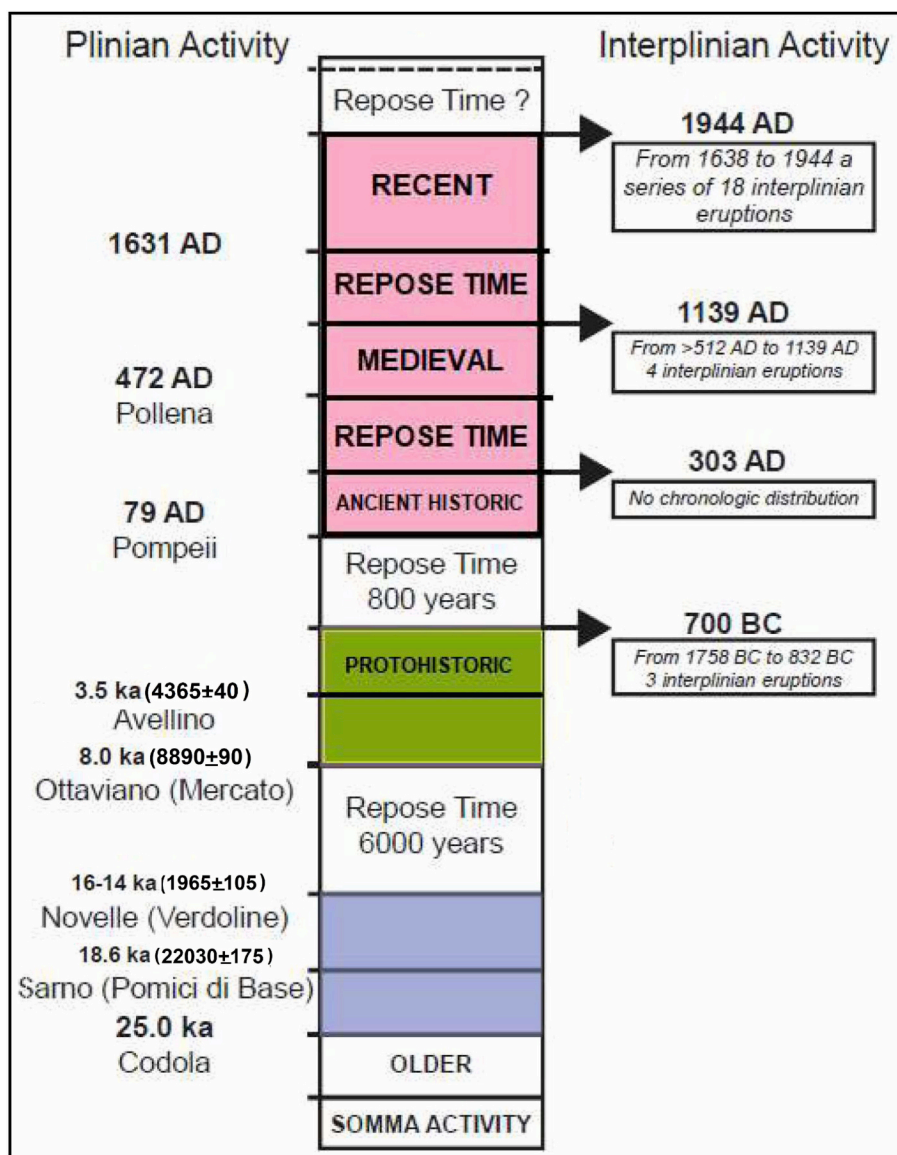 Plinian Activity
Interplinian Activity
Repose Time ?
1944 AD
From 1638 to 1944 a
series of 18 interplinian
eruptions
RECENT
1631 AD
REPOSE TIME
1139 AD
From >512 AD to 1139 AD
4 interplinian eruptions
MEDIEVAL
472 AD
Pollena
REPOSE TIME
303 AD
No chronologic distribution
ANCIENT HISTORIC
79 AD
Pompeii
Repose Time
800 years
700 BC
From 1758 BC to 832 BC
3 interplinian eruptions
PROTOHISTORIC
3.5 ka (4365±40)
Avellino
8.0 ka (8890±90)
Ottaviano (Mercato)
Repose Time
6000 years
16-14 ka (1965±105)
Novelle (Verdoline)
18.6 ka (22030±175)
Sarno (Pomici di Base)
25.0 ka
Codola
OLDER
SOMMA ACTIVITY